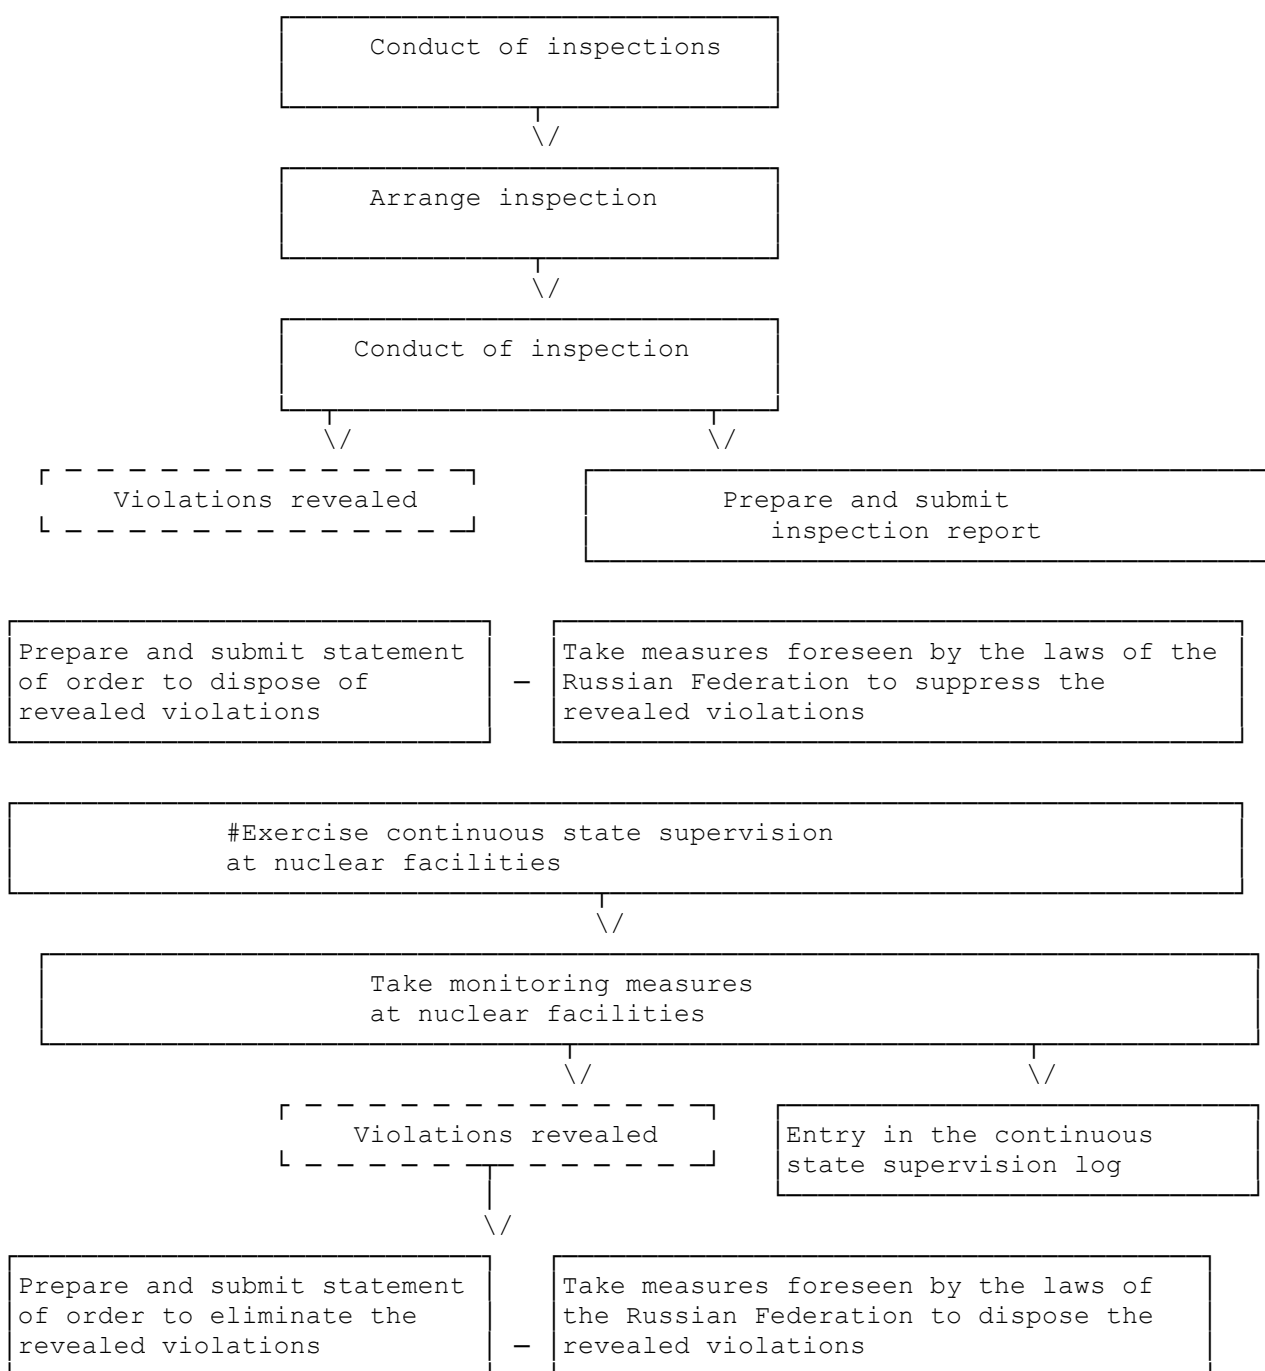 Conduct of inspections
Arrange inspection
Conduct of inspection
Violations revealed
Prepare and submit
inspection report
Prepare and submit statement
of order to dispose of
revealed violations
Take measures foreseen by the laws of the
Russian Federation to suppress the
revealed violations
#Exercise continuous state supervision
at nuclear facilities
Take monitoring measures
at nuclear facilities
Violations revealed
Entry in the continuous
state supervision log
Prepare and submit statement
of order to eliminate the
revealed violations
Take measures foreseen by the laws of
the Russian Federation to dispose the
revealed violations